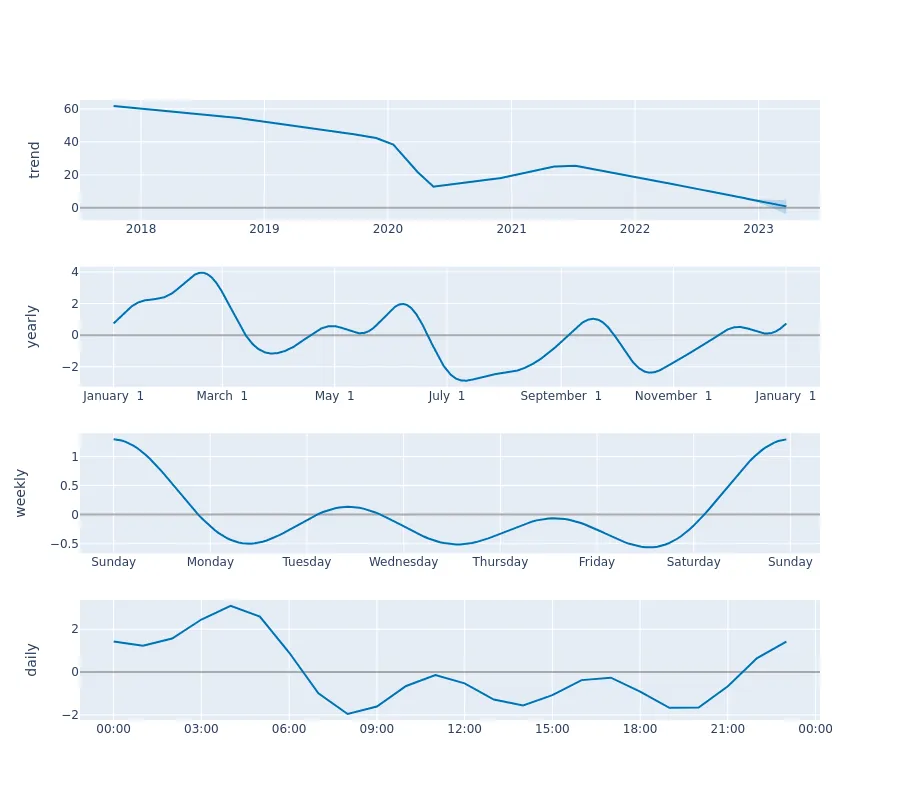 trend
60
40
20
0
2018 2019 2020 2021 2022 2023
yearly
4
2
0
−2
January 1 March 1 May 1 July 1 September 1 November 1 January 1
weekly
1
0.5
0
−0.5
Sunday Monday Tuesday Wednesday Thursday Friday Saturday Sunday
daily
2
0
−2
00:00 03:00 06:00 09:00 12:00 15:00 18:00 21:00 00:00